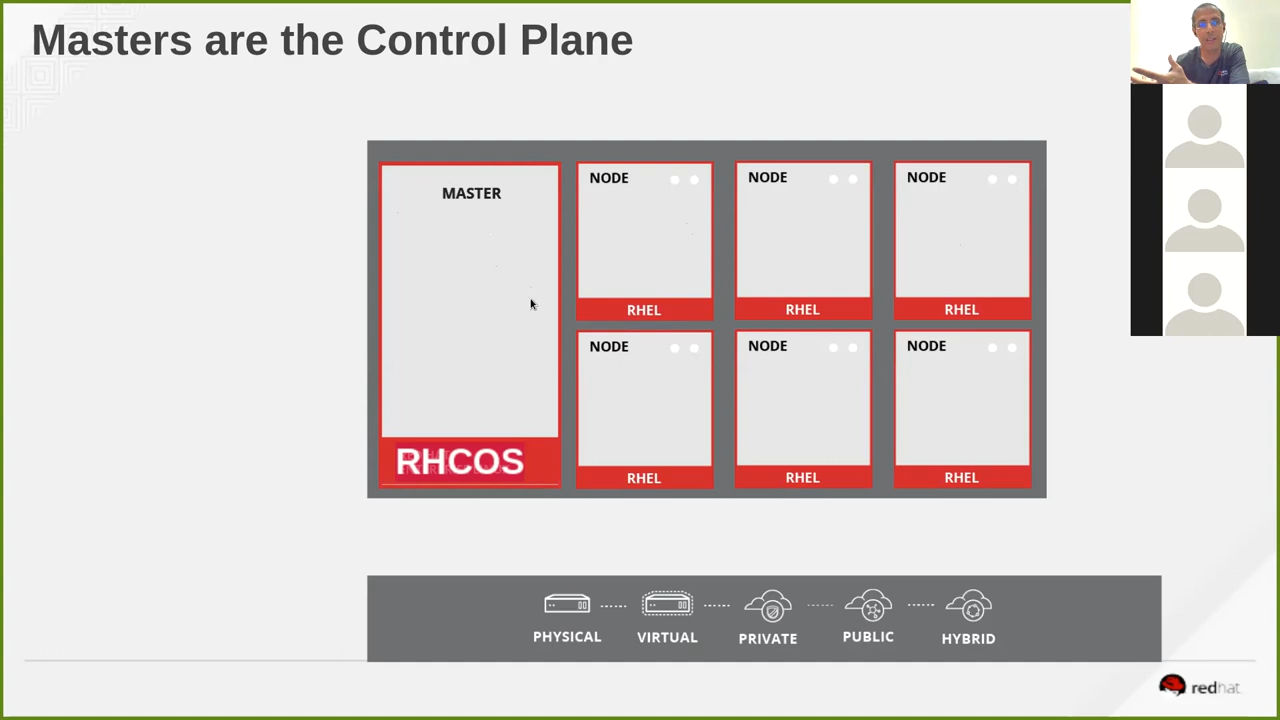 Masters are the Control Plane
MASTER
RHCOS
NODE
NODE
NODE
RHEL
RHEL
RHEL
NODE
NODE
NODE
RHEL
RHEL
RHEL
PHYSICAL
VIRTUAL
PRIVATE
PUBLIC
HYBRID
redhat